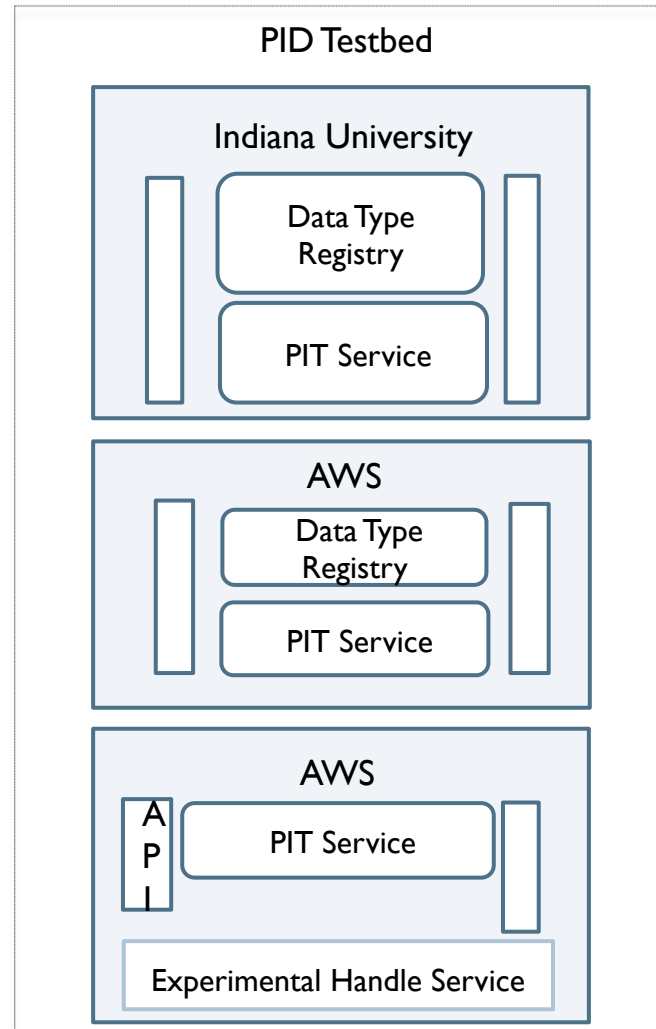 PID Testbed
Indiana University
Data Type
Registry
PIT Service
AWS
Data Type
Registry
PIT Service
AWS
A
P
I
PIT Service
Experimental Handle Service